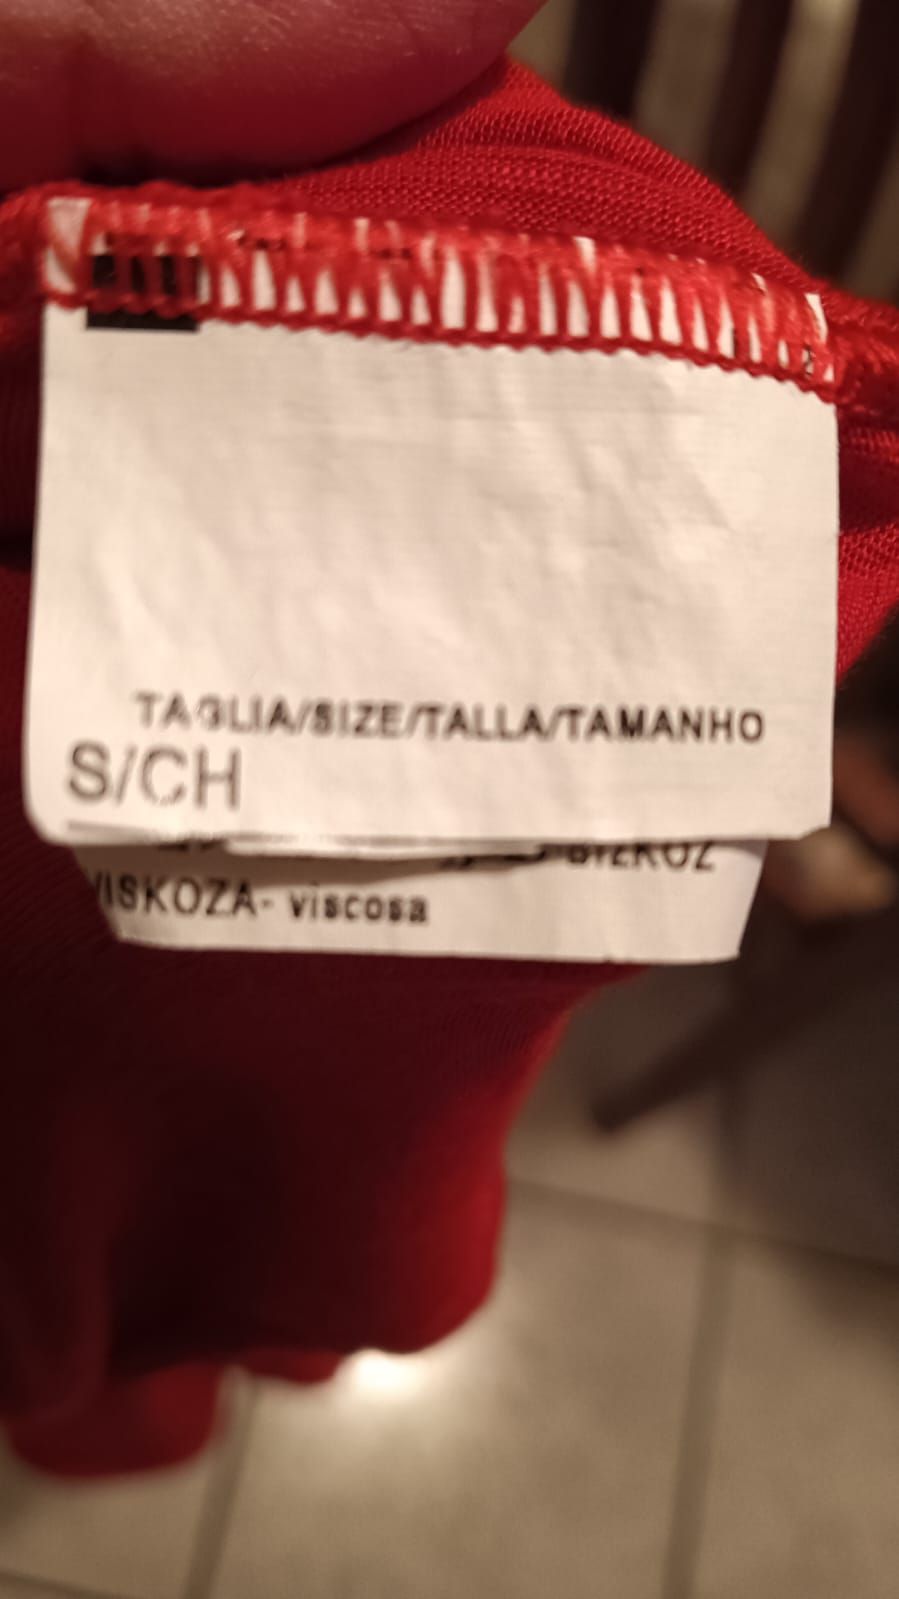 TAGLIA/SIZE/TALLA/TAMANHO
S/CH
VISKOZA- viscosa